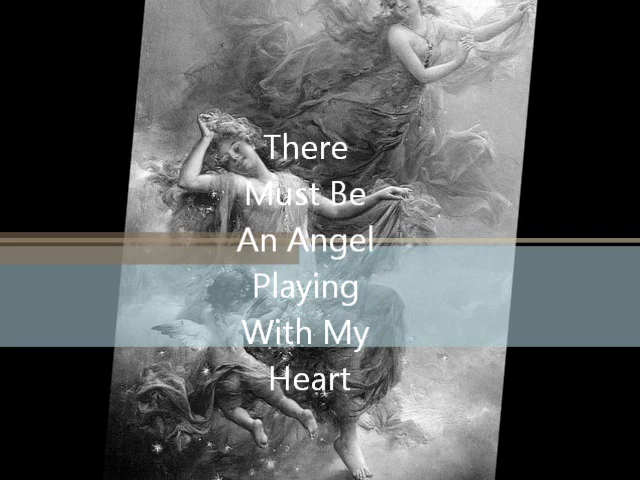 There
Must Be
An Angel
Playing
With My
Heart